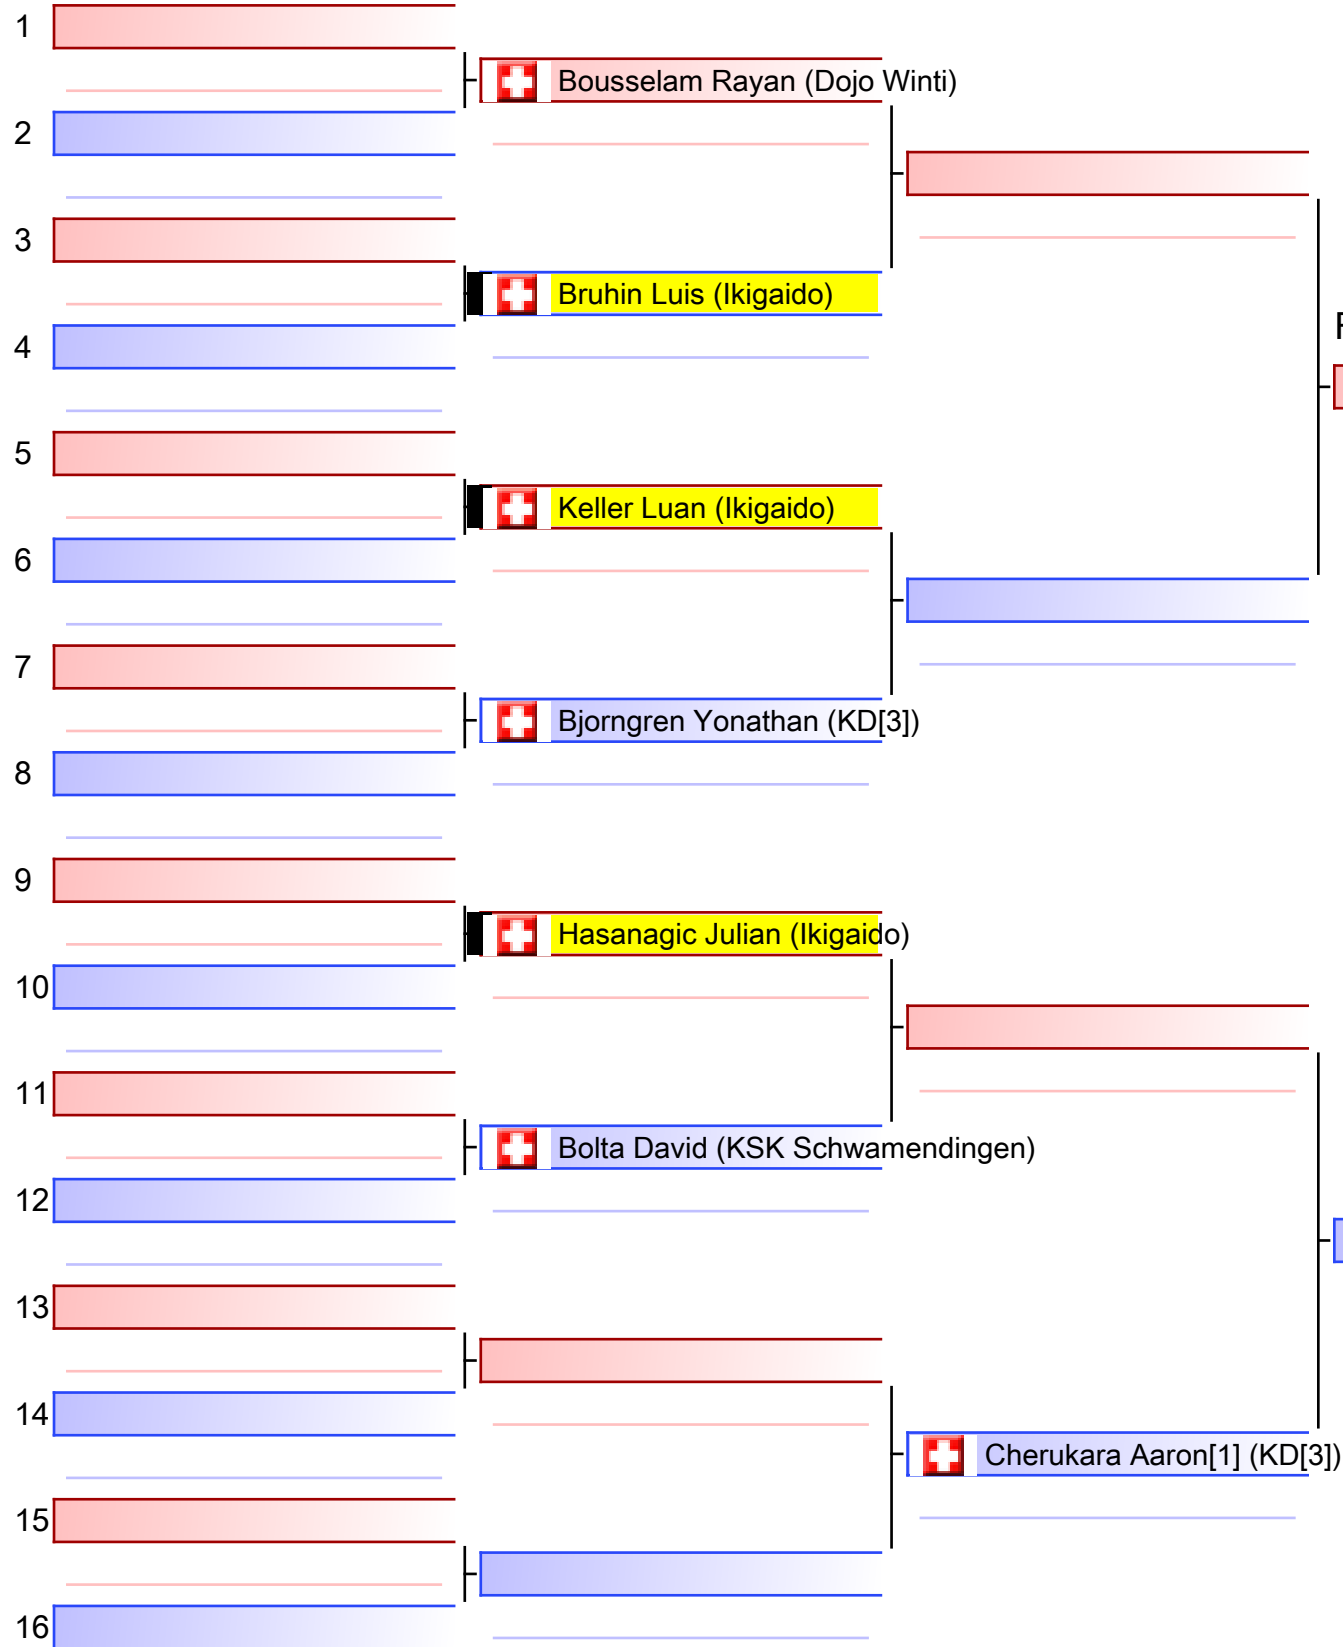 1
Bousselam Rayan (Dojo Winti)
2
3
Bruhin Luis (Ikigaido)
4
5
Keller Luan (Ikigaido)
6
7
Bjorngren Yonathan (KD[3])
8
9
Hasanagic Julian (Ikigaido)
10
11
Bolta David (KSK Schwamendingen)
12
13
14
Cherukara Aaron[1] (KD[3])
15
16